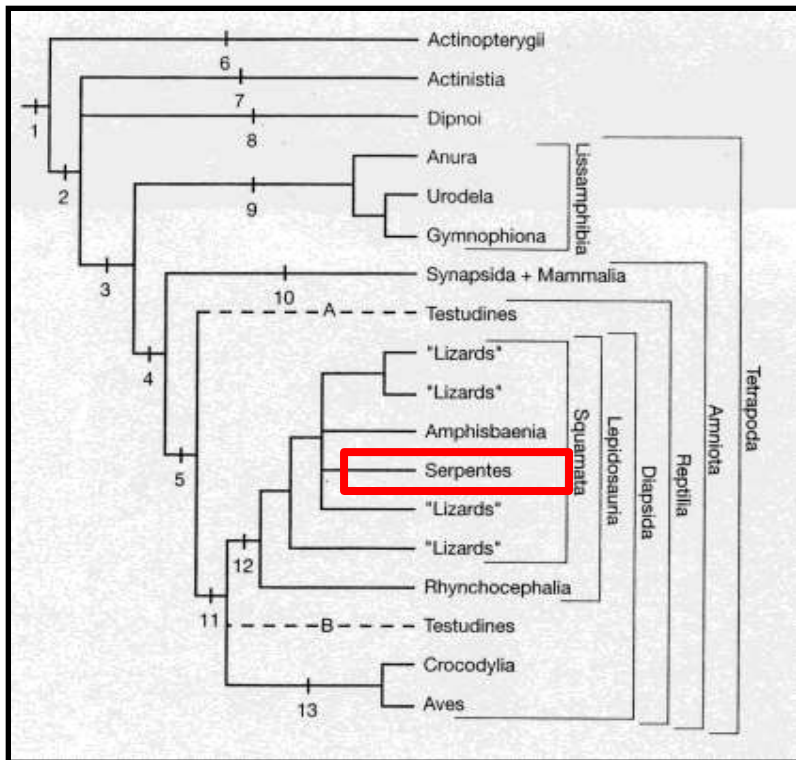 Actinopterygii
6
Actinistia
7
1
Dipnoi
8
2
Anura
9
Urodela
Gymnophiona
Lissamphibia
3
Synapsida + Mammalia
10
A
Testudines
4
"Lizards"
"Lizards"
Amphisbaenia
Serpentes
5
"Lizards"
12
"Lizards"
Squamata
Rhynchocephalia
Lepidosauria
11
B
Testudines
Crocodylia
13
Aves
Diapsida
Reptilia
Amniota
Tetrapoda